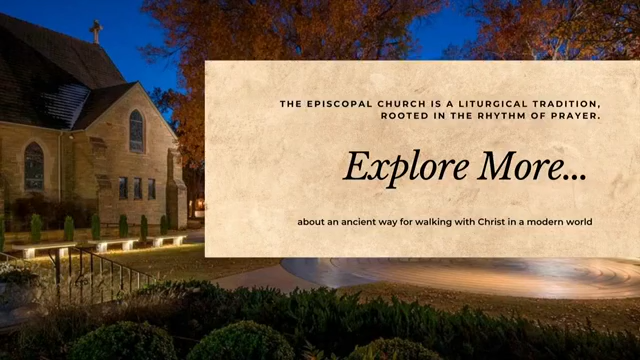 THE EPISCOPAL CHURCH IS A LITURGICAL TRADITION,
ROOTED IN THE RHYTHM OF PRAYER.
Explore More...
about an ancient way for walking with Christ in a modern world